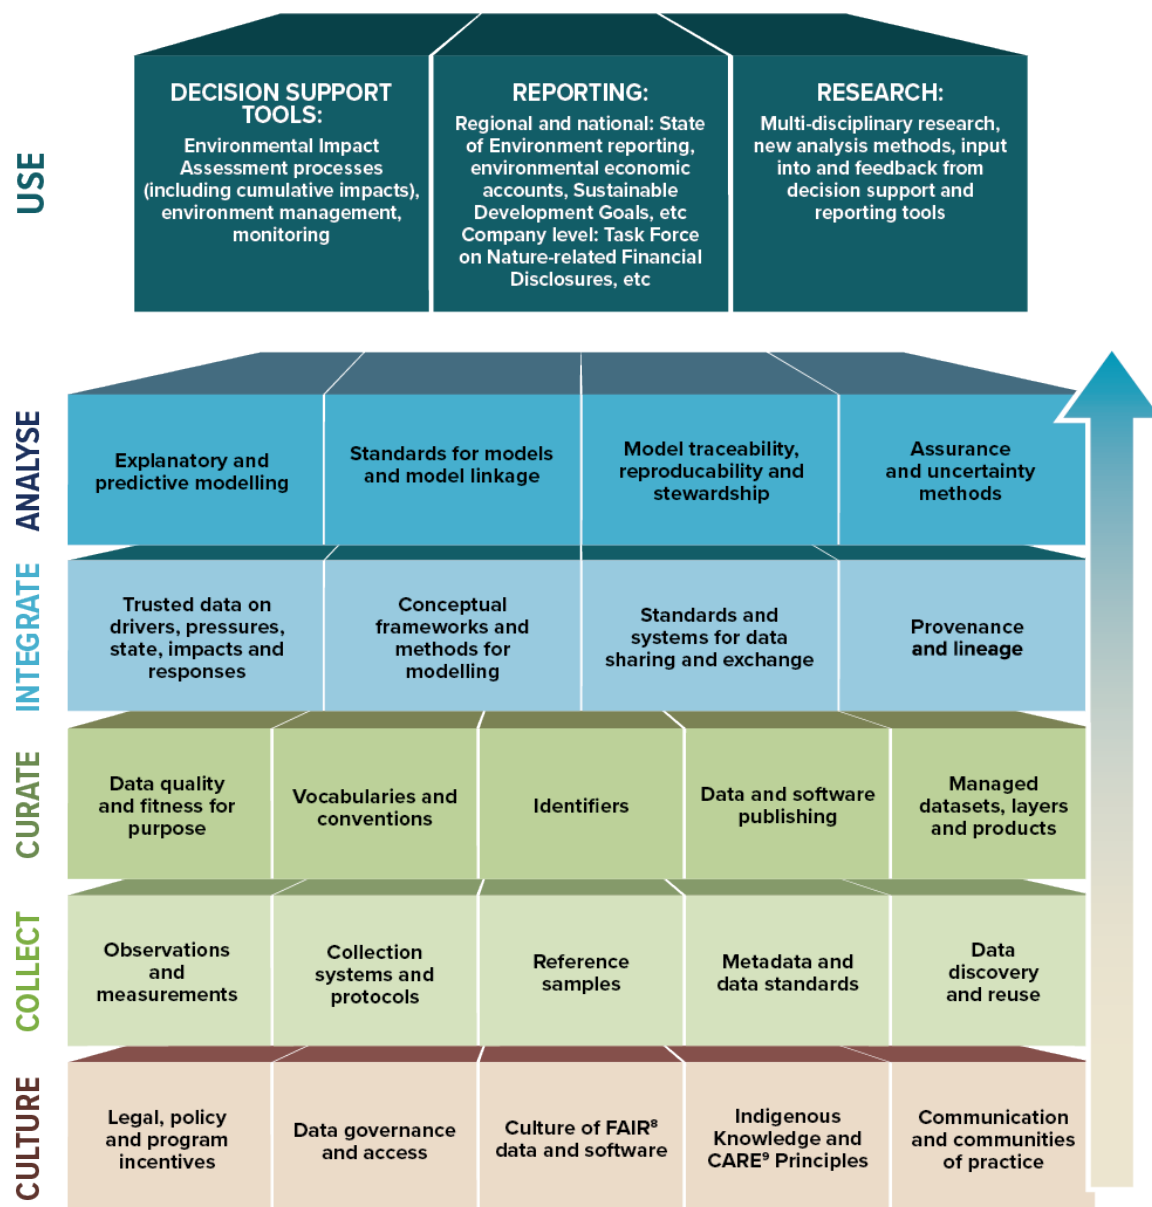 USE
DECISION SUPPORT
TOOLS:
Environmental Impact
Assessment processes
(including cumulative impacts),
environment management,
monitoring
REPORTING:
Regional and national: State
of Environment reporting,
environmental economic
accounts, Sustainable
Development Goals, etc
Company level: Task Force
on Nature-related Financial
Disclosures, etc
RESEARCH:
Multi-disciplinary research,
new analysis methods, input
into and feedback from
decision support and
reporting tools
ANALYSE
Explanatory and
predictive modelling
Standards for models
and model linkage
Model traceability,
reproducability and
stewardship
Assurance
and uncertainty
methods
INTEGRATE
Trusted data on
drivers, pressures,
state, impacts and
responses
Conceptual
frameworks and
methods for
modelling
Standards and
systems for data
sharing and exchange
Provenance
and lineage
CURATE
Data quality
and fitness for
purpose
Vocabularies and
conventions
Identifiers
Data and software
publishing
Managed
datasets, layers
and products
COLLECT
Observations
and
measurements
Collection
systems and
protocols
Reference
samples
Metadata and
data standards
Data
discovery
and reuse
CULTURE
Legal, policy
and program
incentives
Data governance
and access
Culture of FAIR⁸
data and software
Indigenous
Knowledge and
CARE⁹ Principles
Communication
and communities
of practice